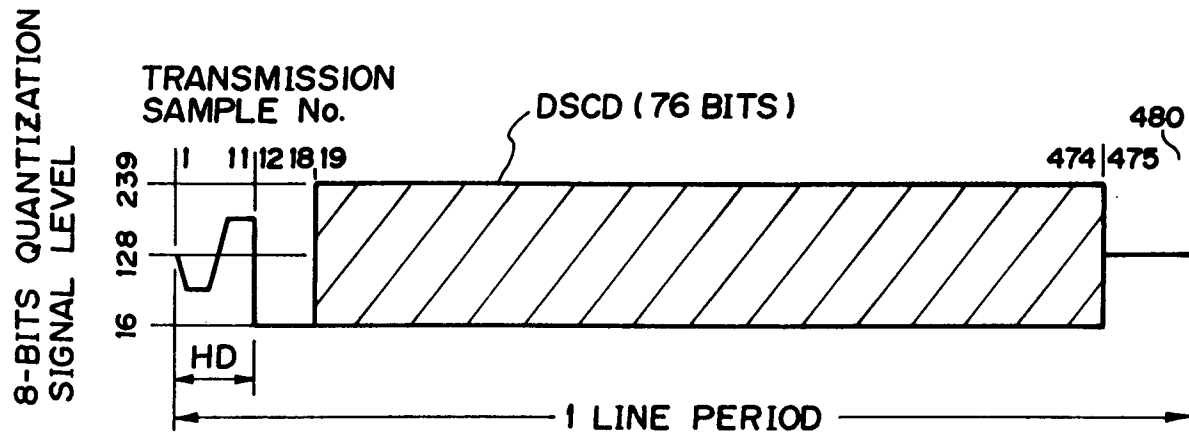 8-BITS QUANTIZATION
SIGNAL LEVEL
TRANSMISSION
SAMPLE No.
DSCD (76 BITS)
480
1 11 12 18 19 474 475
239
128
16
HD
1 LINE PERIOD